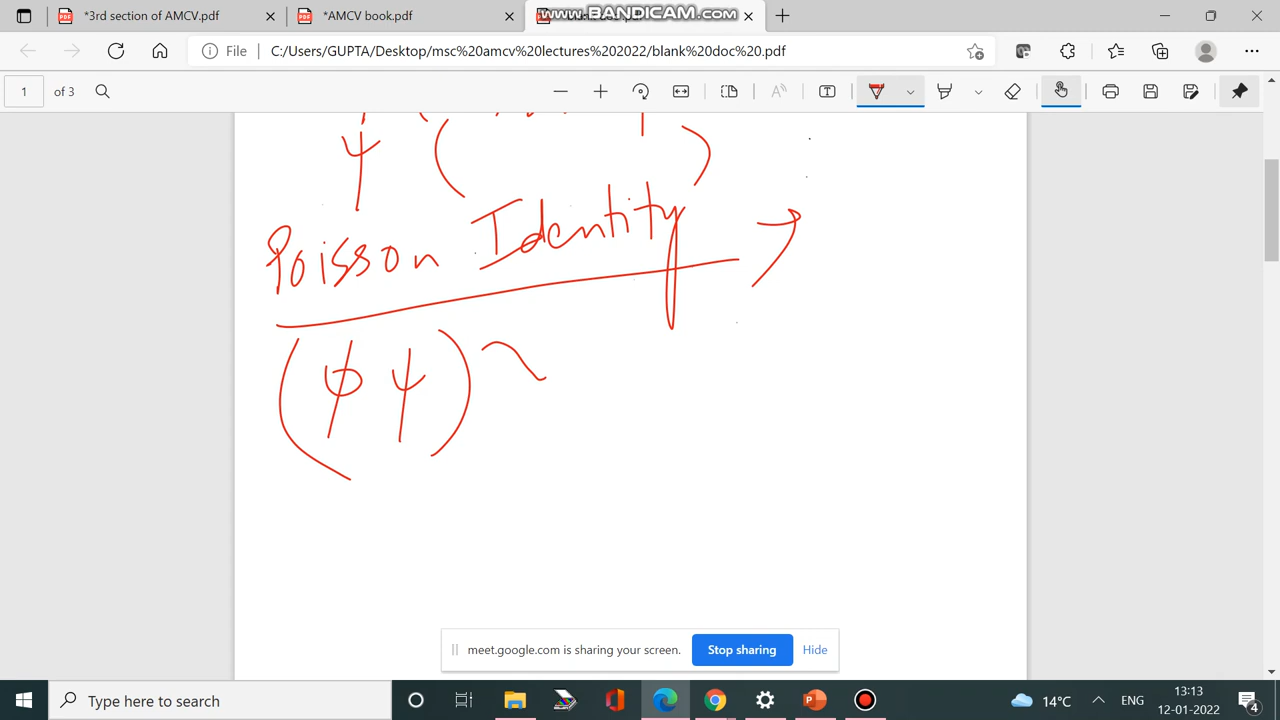 *3rd section of AMCV.pdf
*AMCV book.pdf
www.BANDICAM.com
File
C:/Users/GUPTA/Desktop/msc%20amcv%20lectures%202022/blank%20doc%20.pdf
1 of 3
ψ ( )
Poisson Identity →
(ϕ ψ)
meet.google.com is sharing your screen.
Stop sharing
Hide
Type here to search
14°C
ENG
13:13
12-01-2022
4